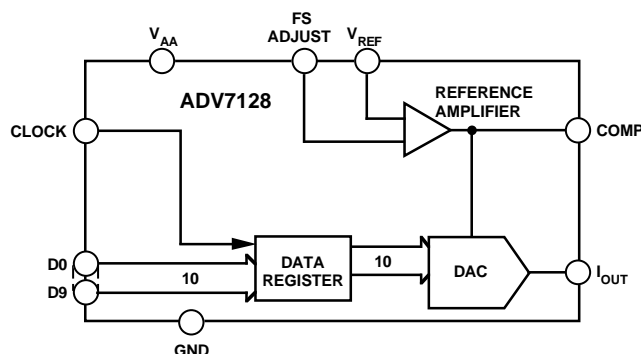 FS
ADJUST
VAA
VREF
ADV7128
REFERENCE
AMPLIFIER
CLOCK
COMP
D0
10
DATA
REGISTER
10
DAC
IOUT
D9
GND